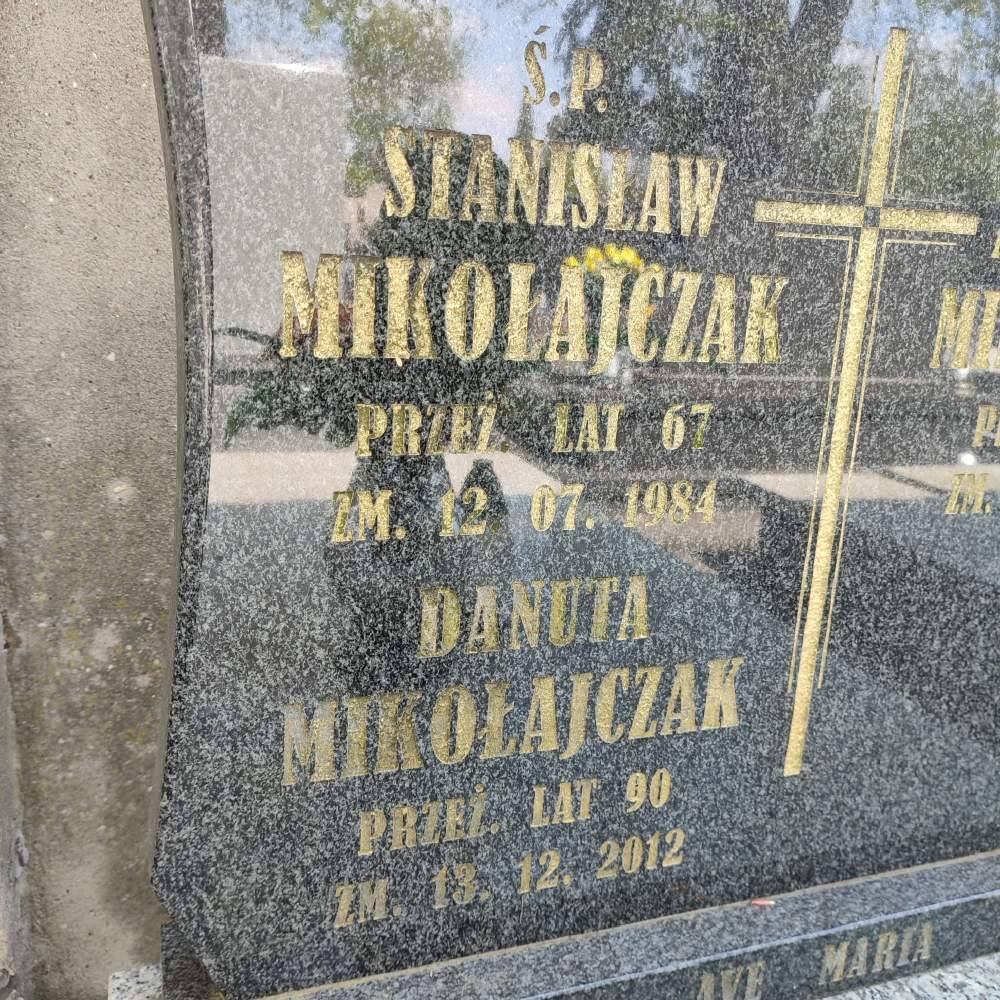 Ś.P.
STANISŁAW
MIKOŁAJCZAK
PRZEŻ. LAT 67
ZM. 12. 07. 1984
DANUTA
MIKOŁAJCZAK
PRZEŻ. LAT 90
ZM. 13. 12. 2012
ZM.
AVE MARIA